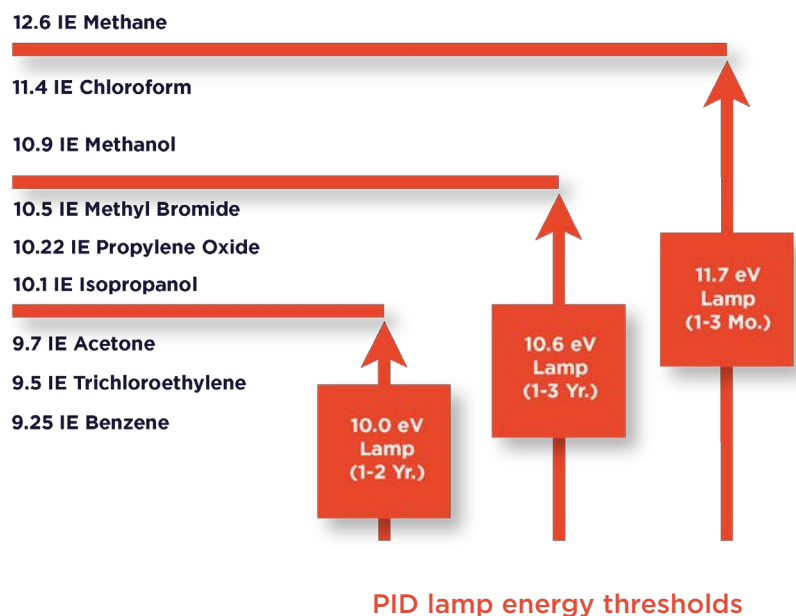 12.6 IE Methane
11.4 IE Chloroform
10.9 IE Methanol
10.5 IE Methyl Bromide
10.22 IE Propylene Oxide
10.1 IE Isopropanol
9.7 IE Acetone
9.5 IE Trichloroethylene
9.25 IE Benzene
10.0 eV
Lamp
(1-2 Yr.)
10.6 eV
Lamp
(1-3 Yr.)
11.7 eV
Lamp
(1-3 Mo.)
PID lamp energy thresholds